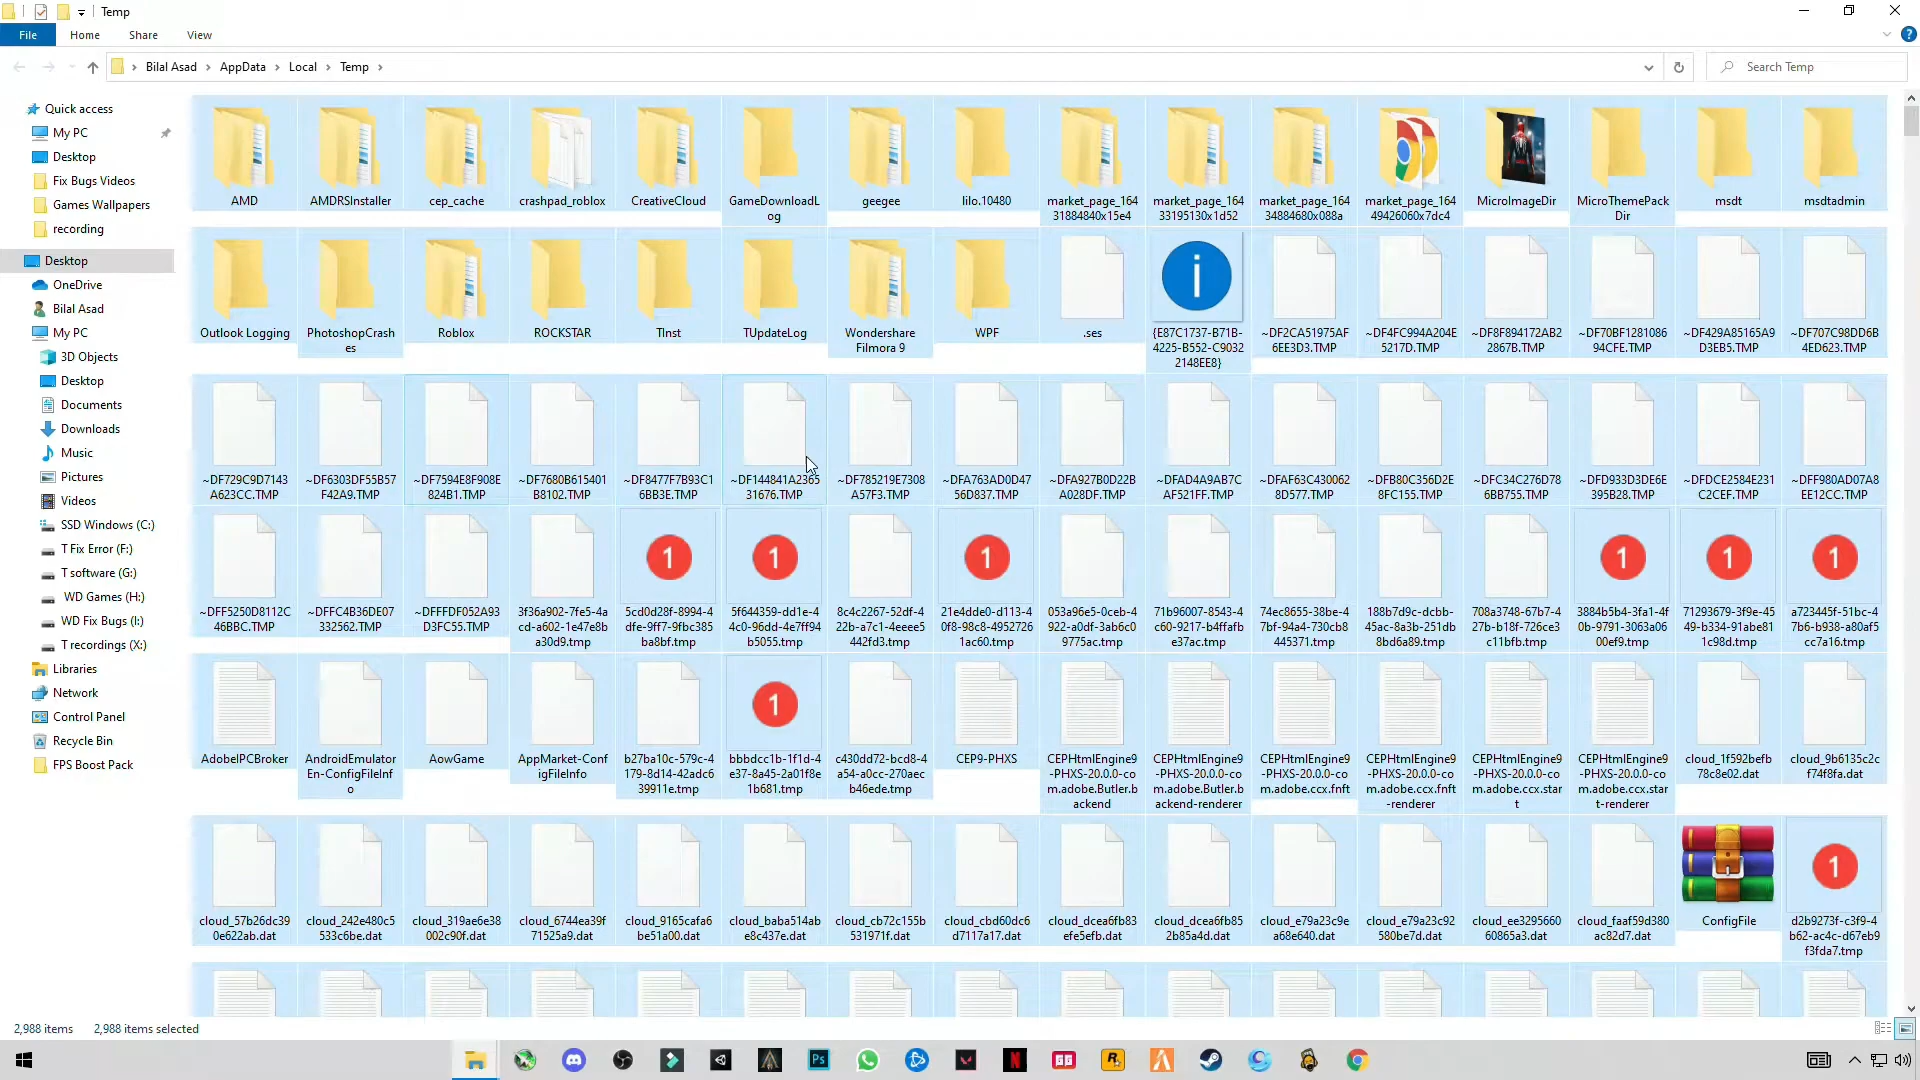 Temp
File Home Share View
Bilal Asad AppData Local Temp
Search Temp
Quick access
My PC
Desktop
Fix Bugs Videos
Games Wallpapers
recording
Desktop
OneDrive
Bilal Asad
My PC
3D Objects
Desktop
Documents
Downloads
Music
Pictures
Videos
SSD Windows (C:)
T Fix Error (F:)
T software (G:)
WD Games (H:)
WD Fix Bugs (I:)
T recordings (X:)
Libraries
Network
Control Panel
Recycle Bin
FPS Boost Pack
AMD
AMDRSInstaller
cep_cache
crashpad_roblox
CreativeCloud
GameDownloadL
og
geegee
lilo.10480
market_page_16
31884840x15e4
market_page_16
33195130x1d52
market_page_16
34884680x088a
market_page_16
49426060x7dc4
MicroImageDir
MicroThemePack
Dir
msdt
msdtadmin
Outlook Logging
PhotoshopCrash
es
Roblox
ROCKSTAR
TInst
TUpdateLog
Wondershare
Filmora 9
WPF
.ses
{E87C1737-B71B-
4225-B552-C9032
2148EE8}
~DF2CA51975AF
6EE3D3.TMP
~DF4FC994A204E
5217D.TMP
~DF8F894172AB2
2867B.TMP
~DF70BF1281086
94CFE.TMP
~DF429A85165A9
D3EB5.TMP
~DF707C98DD6B
4ED623.TMP
~DF729C9D7143
A623CC.TMP
~DF6303DF55B57
F42A9.TMP
~DF7594E8F908E
824B1.TMP
~DF7680B615401
B8102.TMP
~DF8477F7B93C1
6BB3E.TMP
~DF144841A2365
31676.TMP
~DF785219E7308
A57F3.TMP
~DFA763AD0D47
56D837.TMP
~DFA927B0D22B
A028DF.TMP
~DFAD4A9AB7C
AF521FF.TMP
~DFAF63C430062
8D577.TMP
~DFB80C356D2E
8FC155.TMP
~DFC34C276D78
6BB755.TMP
~DFD933D3DE6E
395B28.TMP
~DFDCE2584E231
C2CEF.TMP
~DFF980AD07A8
EE12CC.TMP
~DFF5250D8112C
46BBC.TMP
~DFFC4B36DE07
332562.TMP
~DFFFDF052A93
D3FC55.TMP
3f36a902-7fe5-4a
cd-a602-1e47e8b
a30d9.tmp
1
5cd0d28f-8994-4
dfe-9ff7-9fbc385
ba8bf.tmp
1
5f644359-dd1e-4
4c0-96dd-4e7ff94
b5055.tmp
8c4c2267-52df-4
22b-a7c1-4eeee5
442fd3.tmp
1
21e4dde0-d113-4
0f8-98c8-4952726
1ac60.tmp
053a96e5-0ceb-4
922-a0df-3ab6c0
9775ac.tmp
71b96007-8543-4
c60-9217-b4ffafb
e37ac.tmp
74ec8655-38be-4
7bf-94a4-730cb8
445371.tmp
188b7d9c-dcbb-
45ac-8a3b-251db
8bd6a89.tmp
708a3748-67b7-4
27b-b18f-726ce3
c11bfb.tmp
1
3884b5b4-3fa1-4f
0b-9791-3063a06
00ef9.tmp
1
71293679-3f9e-45
49-b334-91abe81
1c98d.tmp
1
a723445f-51bc-4
7b6-b938-a80af5
cc7a16.tmp
AdobeIPCBroker
AndroidEmulator
En-ConfigFileInf
o
AowGame
AppMarket-Conf
igFileInfo
b27ba10c-579c-4
179-8d14-42adc6
39911e.tmp
1
bbbdcc1b-1f1d-4
e37-8a45-2a01f8e
1b681.tmp
c430dd72-bcd8-4
a54-a0cc-270aec
b46ede.tmp
CEP9-PHXS
CEPHtmlEngine9
-PHXS-20.0.0-co
m.adobe.Butler.b
ackend
CEPHtmlEngine9
-PHXS-20.0.0-co
m.adobe.Butler.b
ackend-renderer
CEPHtmlEngine9
-PHXS-20.0.0-co
m.adobe.ccx.fnft
CEPHtmlEngine9
-PHXS-20.0.0-co
m.adobe.ccx.fnft
-renderer
CEPHtmlEngine9
-PHXS-20.0.0-co
m.adobe.ccx.star
t
CEPHtmlEngine9
-PHXS-20.0.0-co
m.adobe.ccx.star
t-renderer
cloud_1f592befb
78c8e02.dat
cloud_9b6135c2c
f74f8fa.dat
cloud_57b26dc39
0e622ab.dat
cloud_242e480c5
533c6be.dat
cloud_319ae6e38
002c90f.dat
cloud_6744ea39f
71525a9.dat
cloud_9165cafa6
be51a00.dat
cloud_baba514ab
e8c437e.dat
cloud_cb72c155b
531971f.dat
cloud_cbd60dc6
d7117a17.dat
cloud_dcea6fb83
efe5efb.dat
cloud_dcea6fb85
2b85a4d.dat
cloud_e79a23c9e
a68e640.dat
cloud_e79a23c92
580be7d.dat
cloud_ee3295660
60865a3.dat
cloud_faaf59d380
ac82d7.dat
ConfigFile
1
d2b9273f-c3f9-4
b62-ac4c-d67eb9
f3fda7.tmp
2,988 items 2,988 items selected
Ps